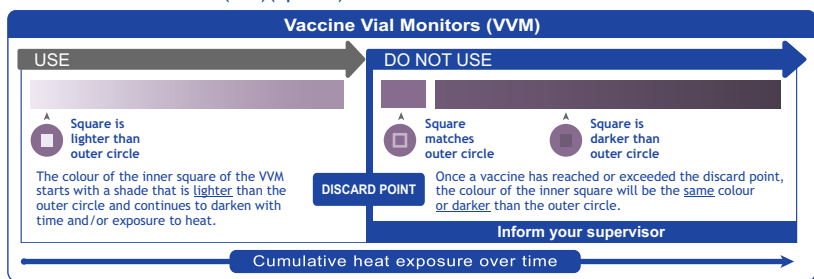 Vaccine Vial Monitors (VVM)
USE
Square is
lighter than
outer circle
The colour of the inner square of the VVM
starts with a shade that is lighter than the
outer circle and continues to darken with
time and/or exposure to heat.
DISCARD POINT
DO NOT USE
Square
matches
outer circle
Square is
darker than
outer circle
Once a vaccine has reached or exceeded the discard point,
the colour of the inner square will be the same colour
or darker than the outer circle.
Inform your supervisor
Cumulative heat exposure over time